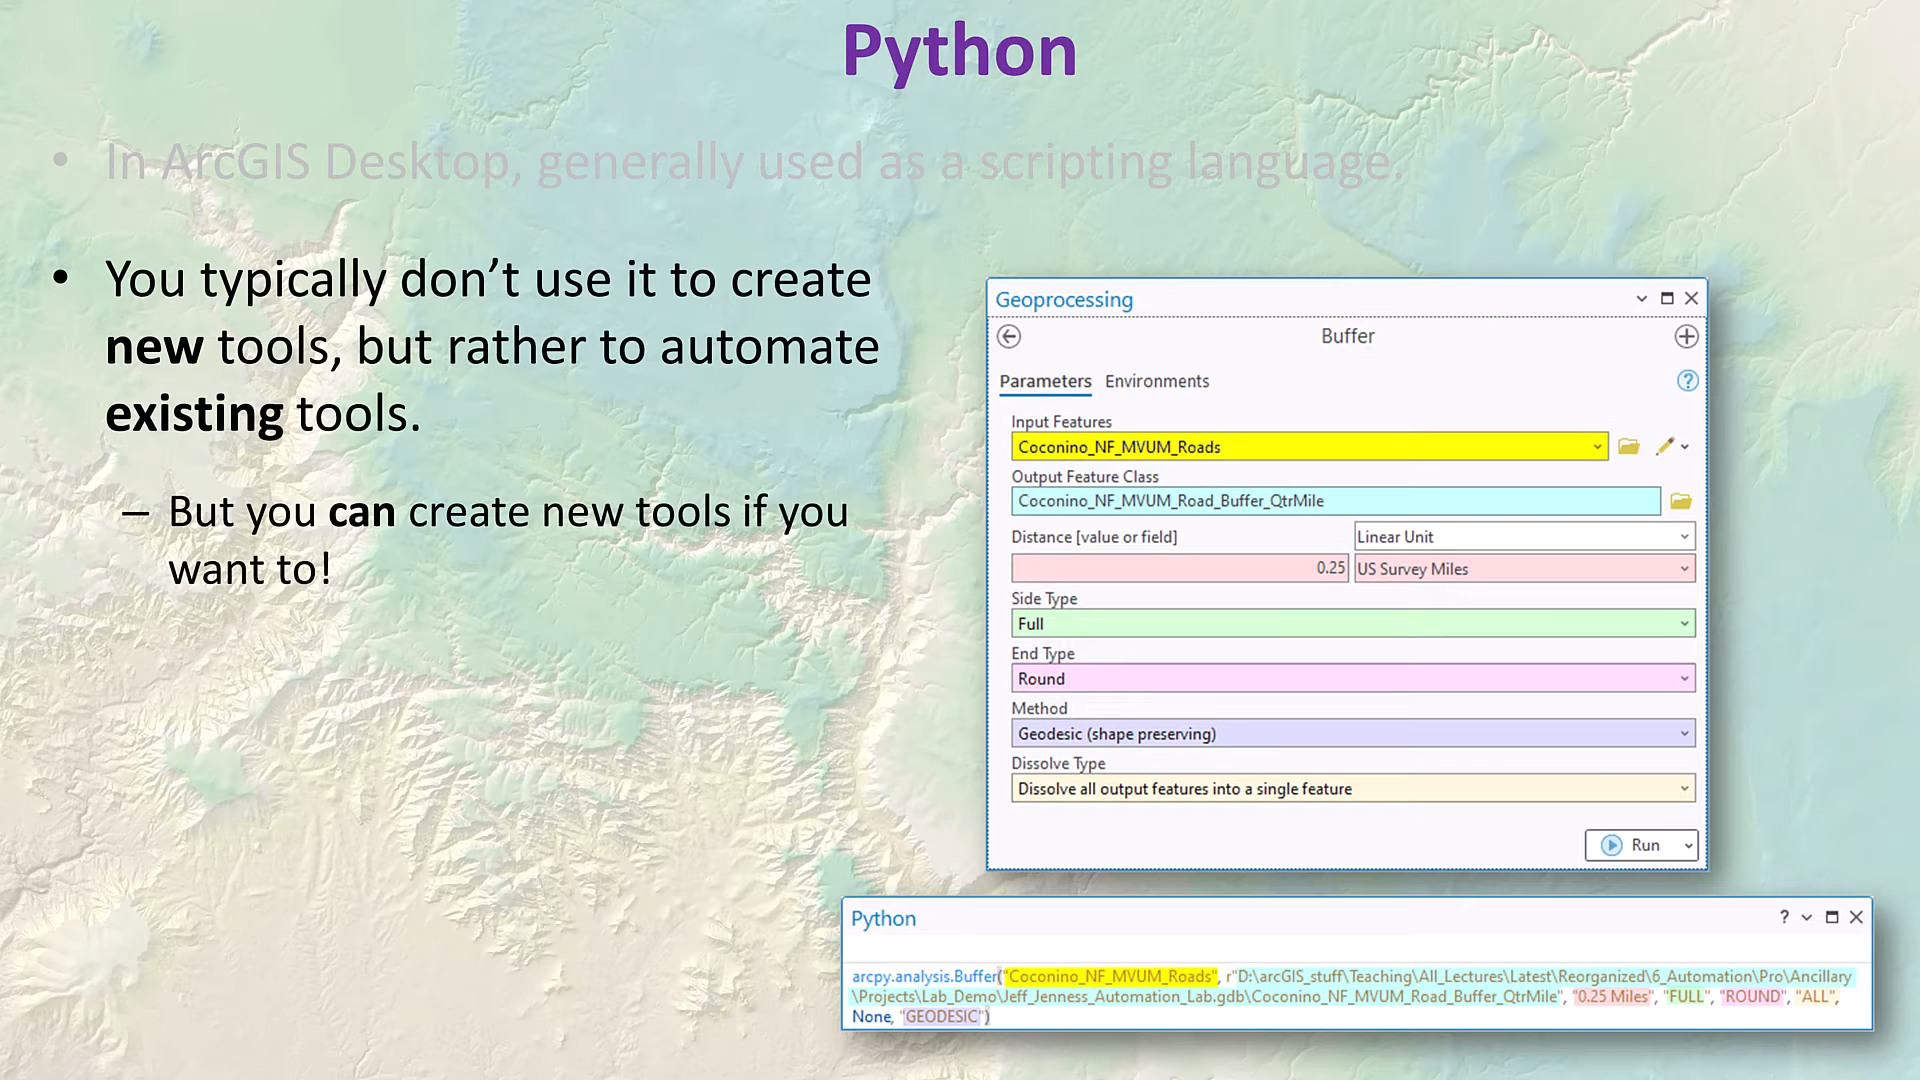 Python
• In ArcGIS Desktop, generally used as a scripting language.
• You typically don’t use it to create
new tools, but rather to automate
existing tools.
– But you can create new tools if you
want to!
Geoprocessing
Buffer
Parameters Environments
Input Features
Coconino_NF_MVUM_Roads
Output Feature Class
Coconino_NF_MVUM_Road_Buffer_QtrMile
Distance [value or field] Linear Unit
0.25 US Survey Miles
Side Type
Full
End Type
Round
Method
Geodesic (shape preserving)
Dissolve Type
Dissolve all output features into a single feature
Run
Python
arcpy.analysis.Buffer("Coconino_NF_MVUM_Roads", r"D:\arcGIS_stuff\Teaching\All_Lectures\Latest\Reorganized\6_Automation\Pro\Ancillary
\Projects\Lab_Demo\Jeff_Jenness_Automation_Lab.gdb\Coconino_NF_MVUM_Road_Buffer_QtrMile", "0.25 Miles", "FULL", "ROUND", "ALL",
None, "GEODESIC")